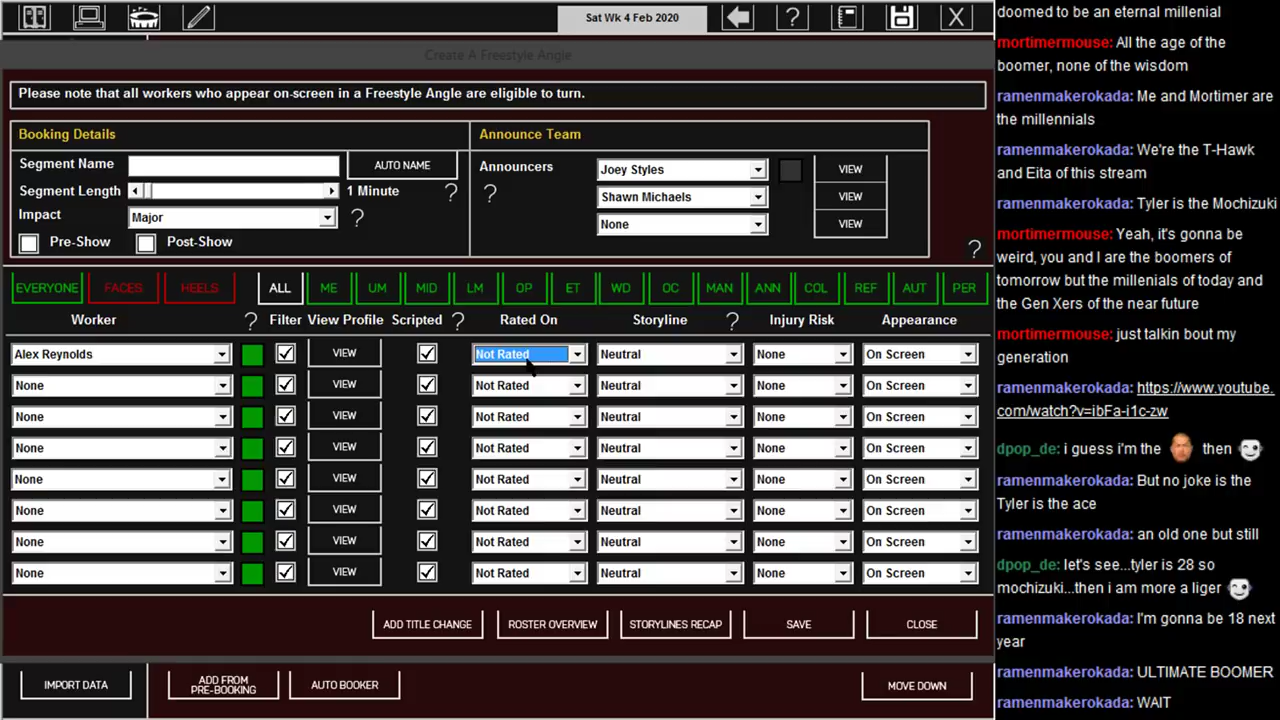 Sat Wk 4 Feb 2020
Create A Freestyle Angle
Please note that all workers who appear on-screen in a Freestyle Angle are eligible to turn.
Booking Details
Segment Name
AUTO NAME
Segment Length
1 Minute
?
Impact
Major
?
Pre-Show
Post-Show
Announce Team
Announcers
?
Joey Styles
VIEW
Shawn Michaels
VIEW
None
VIEW
?
EVERYONE FACES HEELS ALL ME UM MID LM OP ET WD OC MAN ANN COL REF AUT PER
Worker ? Filter View Profile Scripted ? Rated On Storyline ? Injury Risk Appearance
Alex Reynolds VIEW Not Rated Neutral None On Screen
None VIEW Not Rated Neutral None On Screen
None VIEW Not Rated Neutral None On Screen
None VIEW Not Rated Neutral None On Screen
None VIEW Not Rated Neutral None On Screen
None VIEW Not Rated Neutral None On Screen
None VIEW Not Rated Neutral None On Screen
None VIEW Not Rated Neutral None On Screen
ADD TITLE CHANGE ROSTER OVERVIEW STORYLINES RECAP SAVE CLOSE
IMPORT DATA
ADD FROM
PRE-BOOKING
AUTO BOOKER
MOVE DOWN
doomed to be an eternal millenial
mortimermouse: All the age of the
boomer, none of the wisdom
ramenmakerokada: Me and Mortimer are
the millennials
ramenmakerokada: We're the T-Hawk
and Eita of this stream
ramenmakerokada: Tyler is the Mochizuki
mortimermouse: Yeah, it's gonna be
weird, you and I are the boomers of
tomorrow but the millenials of today and
the Gen Xers of the near future
mortimermouse: just talkin bout my
generation
ramenmakerokada: https://www.youtube.
com/watch?v=ibFa-i1c-zw
dpop_de: i guess i'm the then
ramenmakerokada: But no joke is the
Tyler is the ace
ramenmakerokada: an old one but still
dpop_de: let's see...tyler is 28 so
mochizuki...then i am more a liger
ramenmakerokada: I'm gonna be 18 next
year
ramenmakerokada: ULTIMATE BOOMER
ramenmakerokada: WAIT